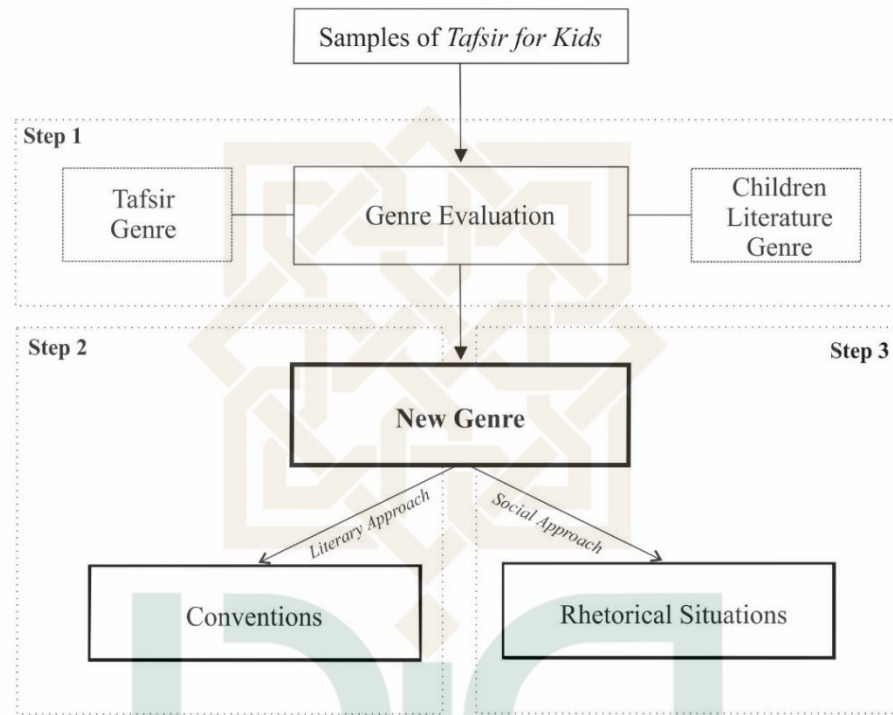 Samples of Tafsir for Kids
Step 1
Tafsir
Genre
Genre Evaluation
Children
Literature
Genre
Step 2
Step 3
New Genre
Literary Approach
Social Approach
Conventions
Rhetorical Situations